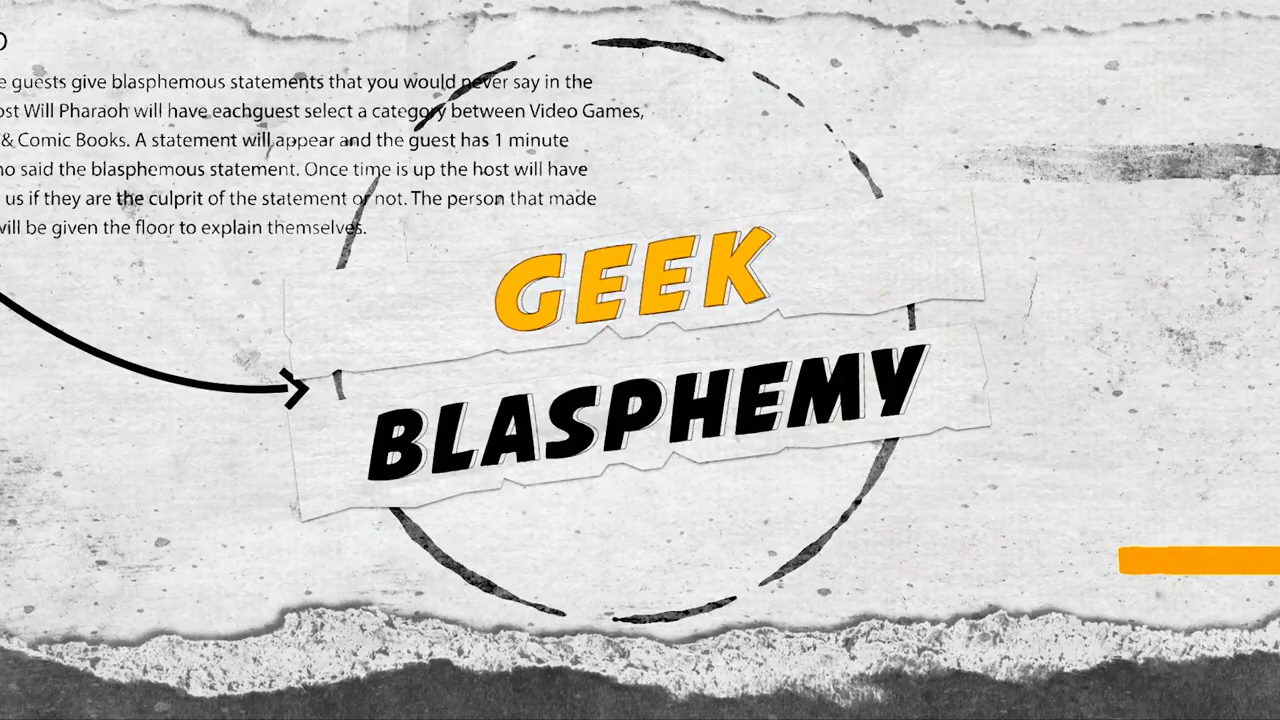 guests give blasphemous statements that you would never say in the
Will Pharaoh will have eachguest select a category between Video Games,
& Comic Books. A statement will appear and the guest has 1 minute
said the blasphemous statement. Once time is up the host will have
us if they are the culprit of the statement or not. The person that made
will be given the floor to explain themselves.
GEEK
BLASPHEMY